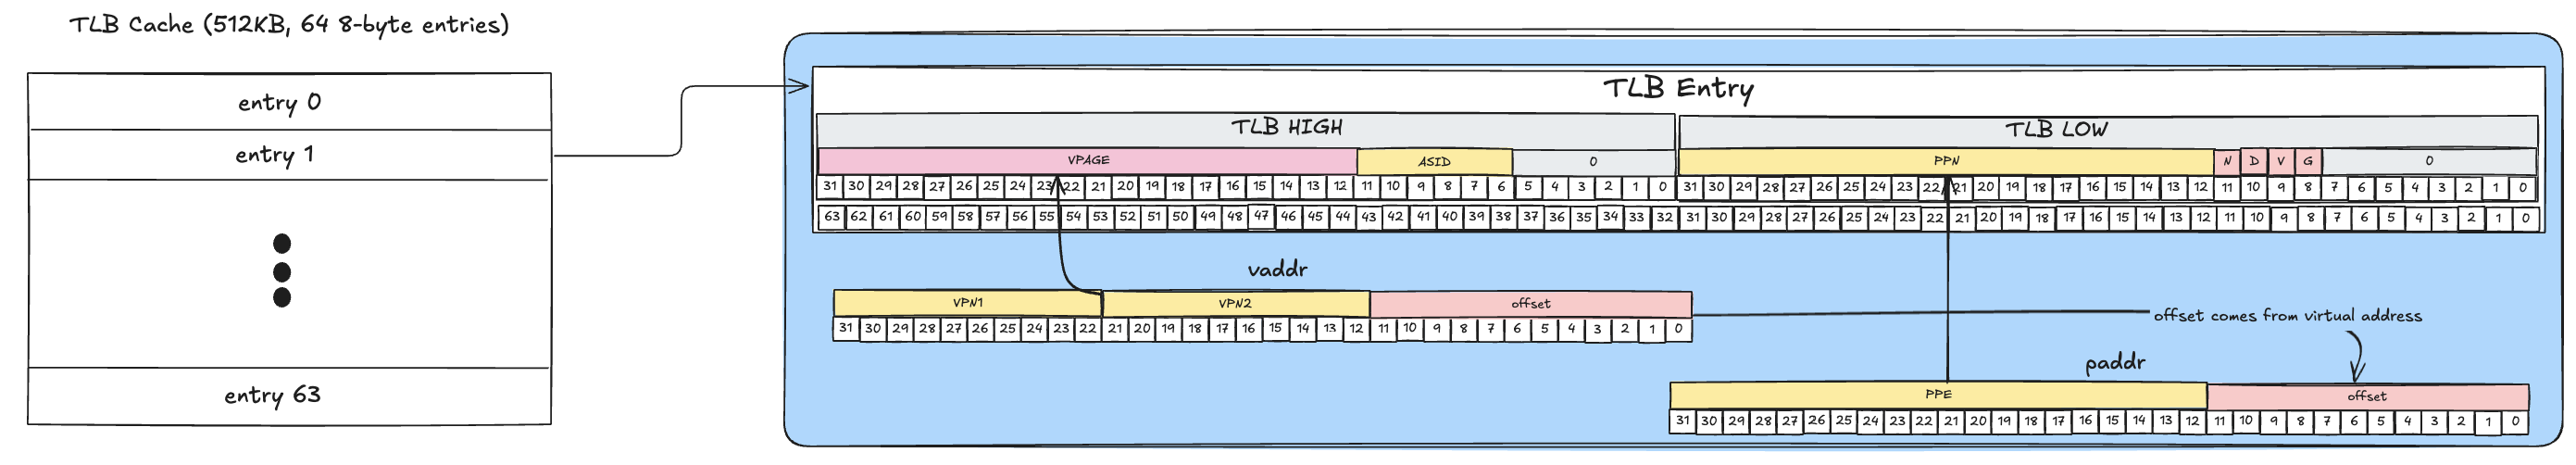 TLB Cache (512KB, 64 8-byte entries)
entry 0
entry 1
entry 63
TLB Entry
TLB HIGH TLB LOW
VPAGE ASID 0 PPN N D V G 0
31 30 29 28 27 26 25 24 23 22 21 20 19 18 17 16 15 14 13 12 11 10 9 8 7 6 5 4 3 2 1 0 31 30 29 28 27 26 25 24 23 22 21 20 19 18 17 16 15 14 13 12 11 10 9 8 7 6 5 4 3 2 1 0
63 62 61 60 59 58 57 56 55 54 53 52 51 50 49 48 47 46 45 44 43 42 41 40 39 38 37 36 35 34 33 32 31 30 29 28 27 26 25 24 23 22 21 20 19 18 17 16 15 14 13 12 11 10 9 8 7 6 5 4 3 2 1 0
vaddr
VPN1 VPN2 offset
31 30 29 28 27 26 25 24 23 22 21 20 19 18 17 16 15 14 13 12 11 10 9 8 7 6 5 4 3 2 1 0
offset comes from virtual address
paddr
PPE offset
31 30 29 28 27 26 25 24 23 22 21 20 19 18 17 16 15 14 13 12 11 10 9 8 7 6 5 4 3 2 1 0